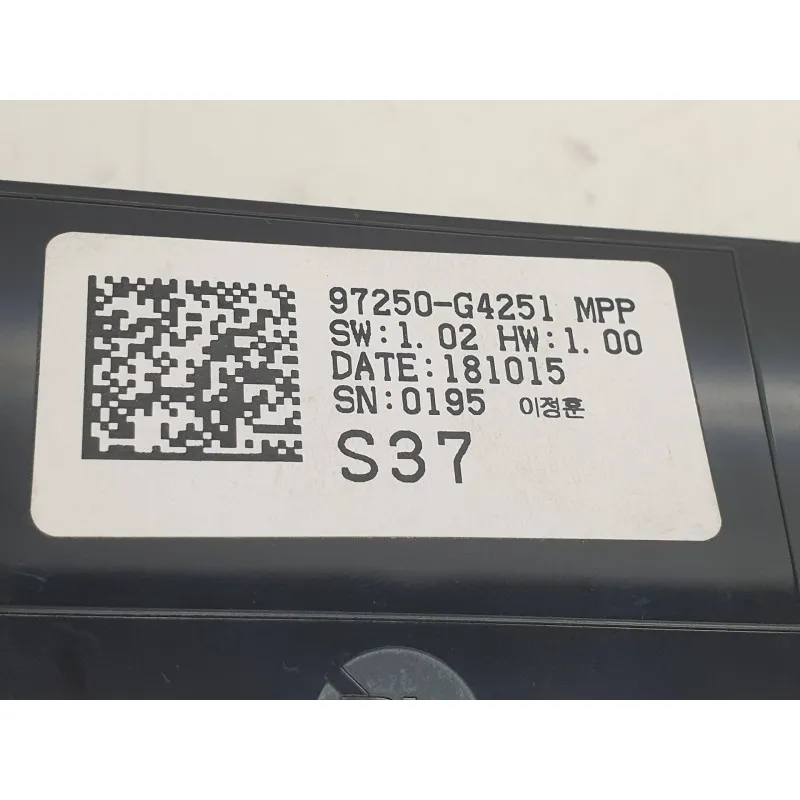 97250-G4251 MPP
SW:1. 02 HW:1. 00
DATE:181015
SN:0195 이정훈
S37